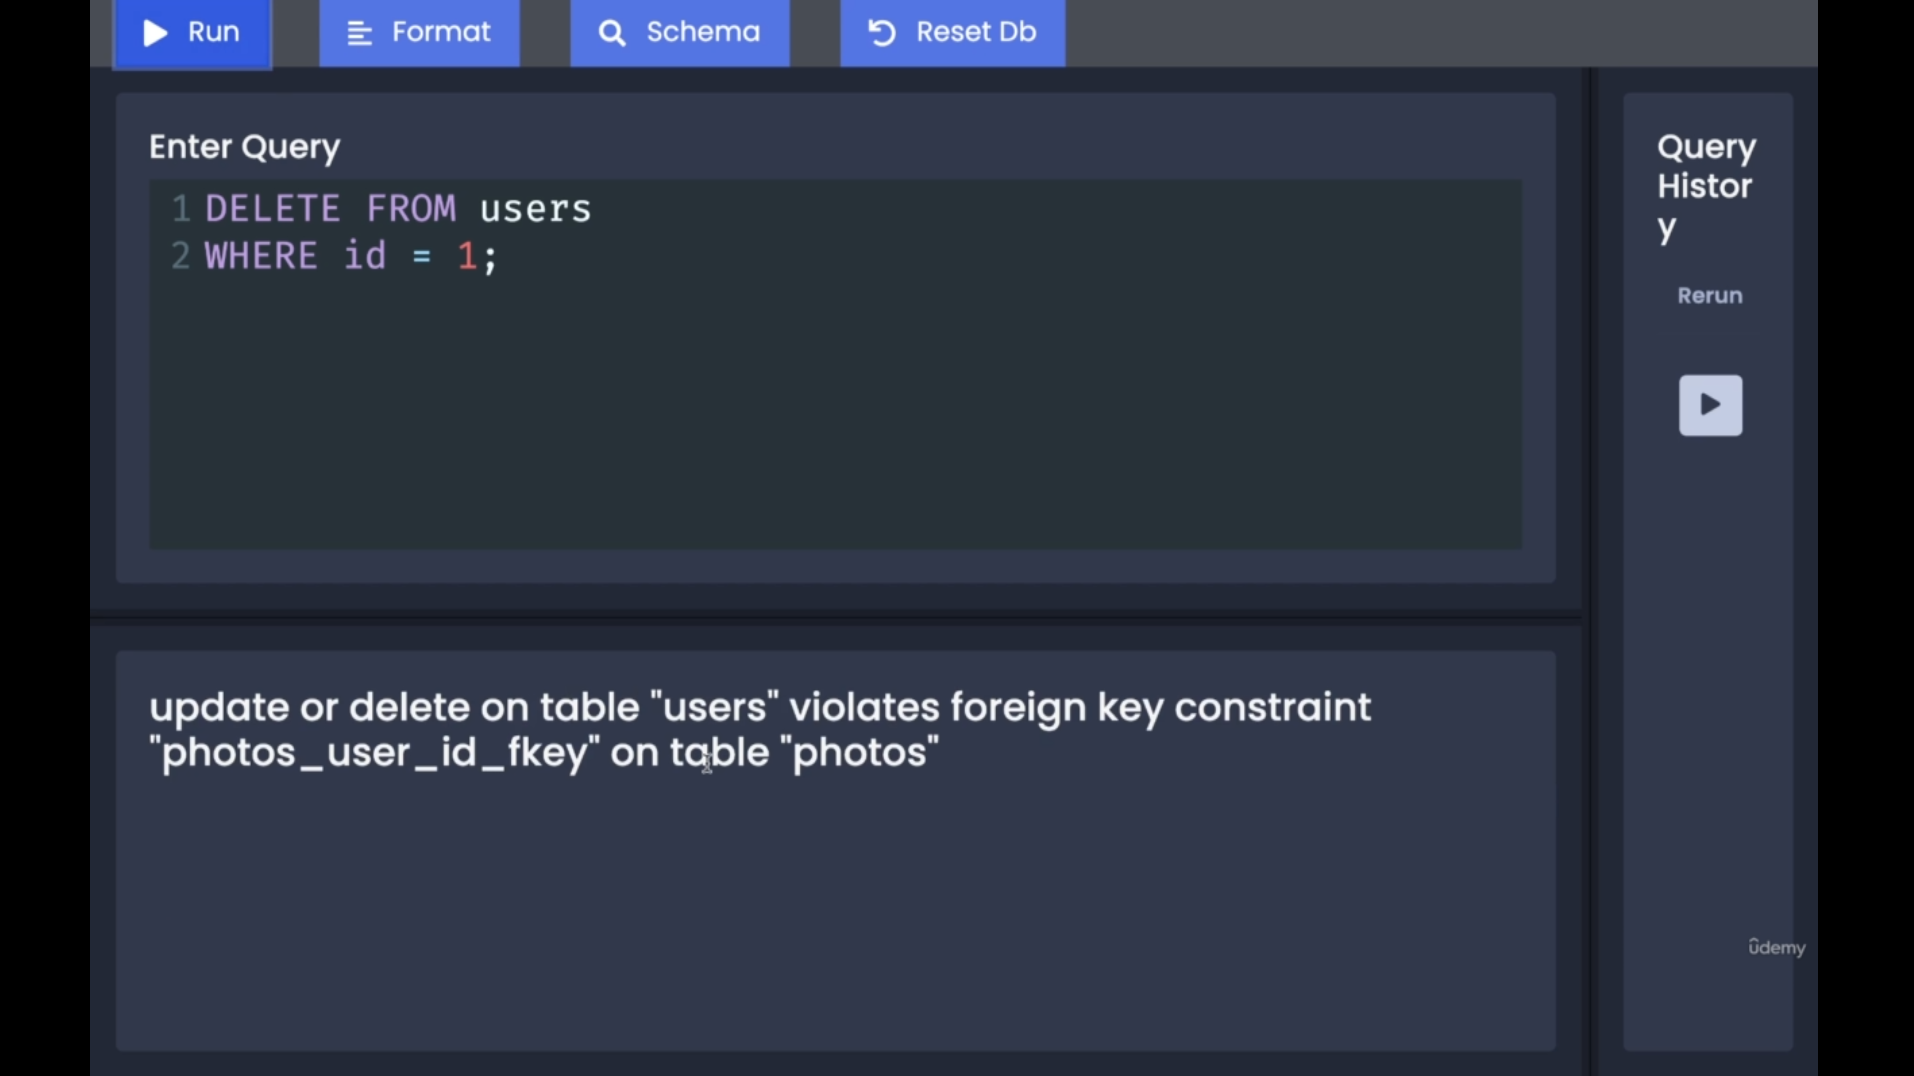 Run Format Schema Reset Db
Enter Query
1 DELETE FROM users
2 WHERE id = 1;
update or delete on table "users" violates foreign key constraint
"photos_user_id_fkey" on table "photos"
Query
Histor
y
Rerun
ûdemy